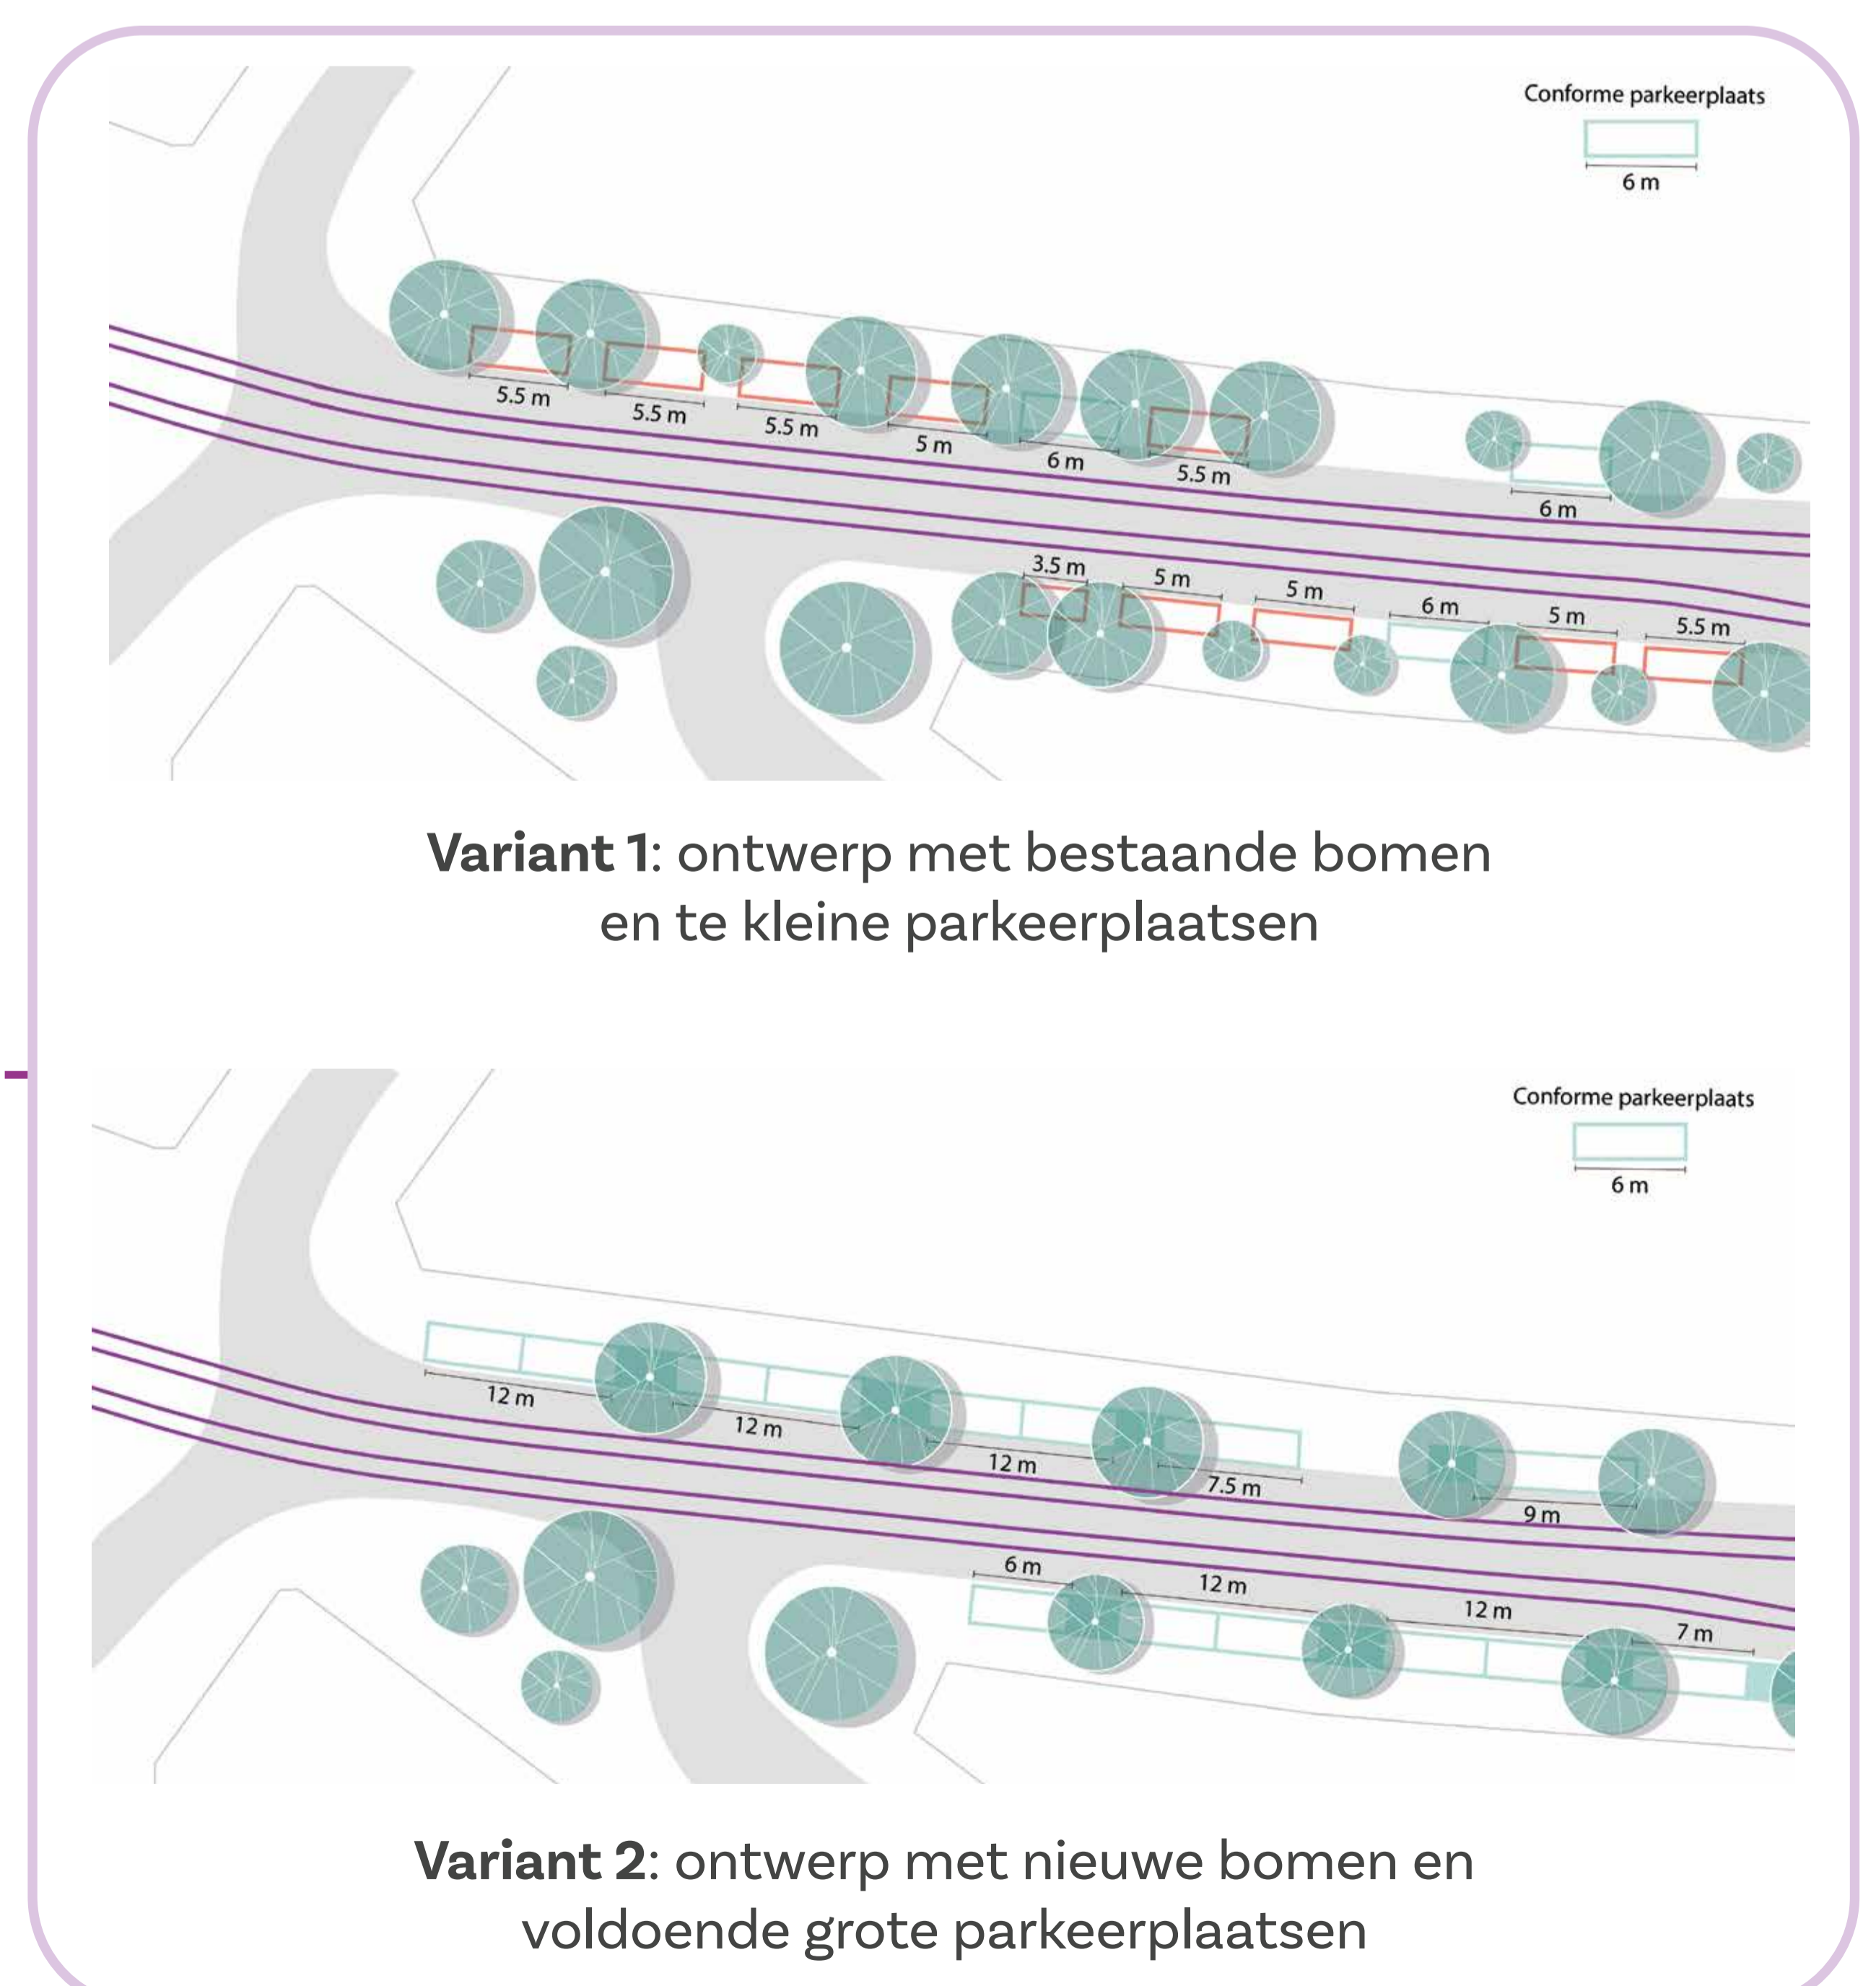 Conforme parkeerplaats
6 m
5.5 m
5.5 m
5.5 m
5 m
6 m
5.5 m
6 m
3.5 m
5 m
5 m
6 m
5 m
5.5 m
Variant 1: ontwerp met bestaande bomen
en te kleine parkeerplaatsen
Conforme parkeerplaats
6 m
12 m
12 m
12 m
7.5 m
9 m
6 m
12 m
12 m
7 m
Variant 2: ontwerp met nieuwe bomen en
voldoende grote parkeerplaatsen